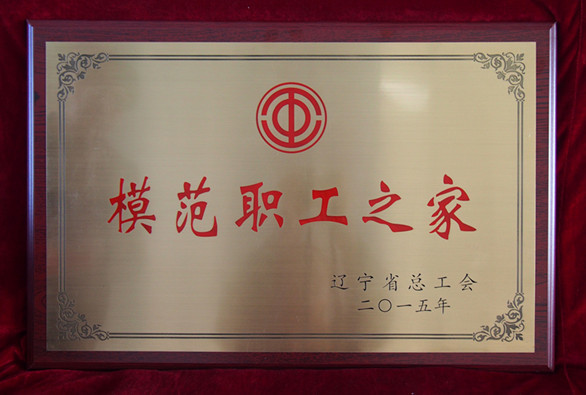 模范职工之家
辽宁省总工会
二〇一五年